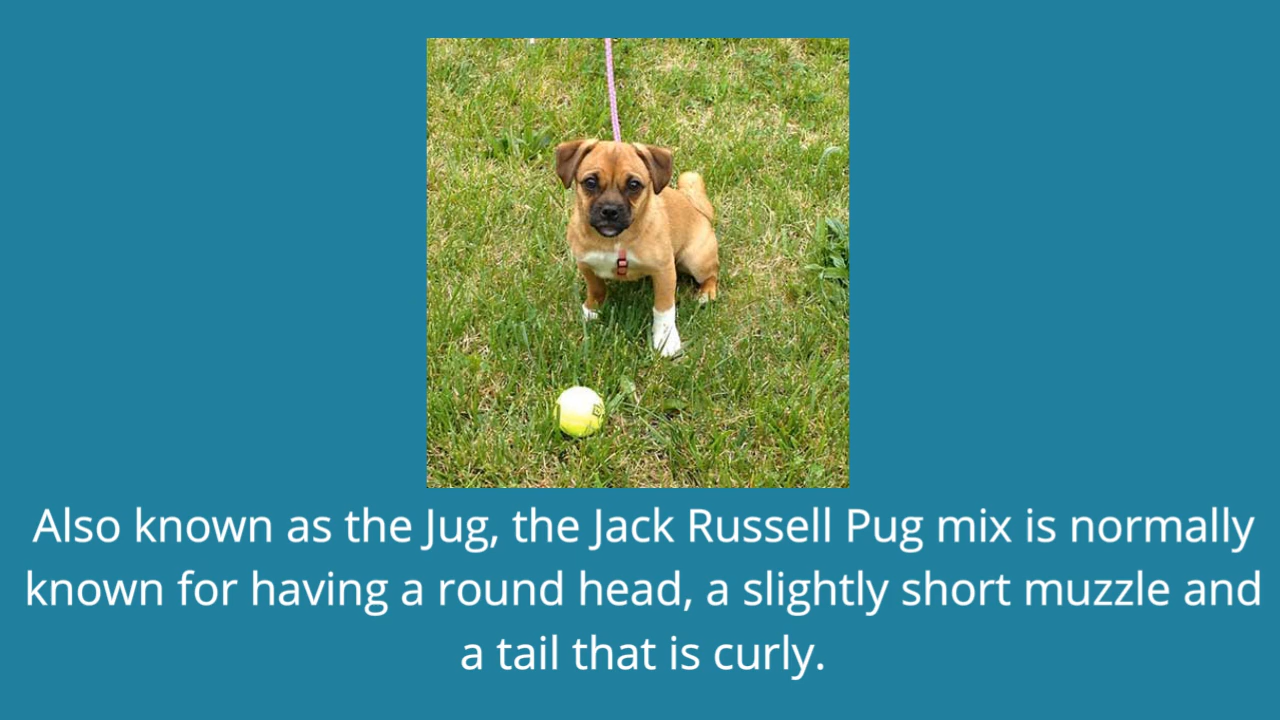 Also known as the Jug, the Jack Russell Pug mix is normally
known for having a round head, a slightly short muzzle and
a tail that is curly.